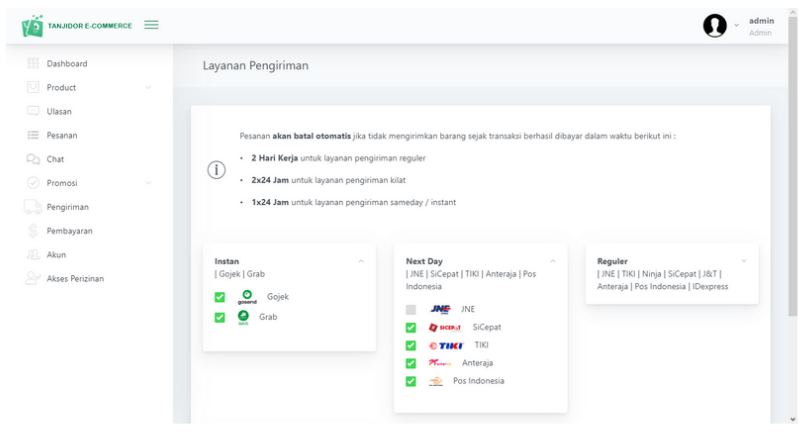 TANJIDOR E-COMMERCE
admin
Admin
Dashboard
Product
Ulasan
Pesanan
Chat
Promosi
Pengiriman
Pembayaran
Akun
Akses Perizinan
Layanan Pengiriman
Pesanan akan batal otomatis jika tidak mengirimkan barang sejak transaksi berhasil dibayar dalam waktu berikut ini :
• 2 Hari Kerja untuk layanan pengiriman reguler
• 2x24 Jam untuk layanan pengiriman kilat
• 1x24 Jam untuk layanan pengiriman sameday / instant
Instan
| Gojek | Grab
gosend Gojek
Grab
Next Day
| JNE | SiCepat | TIKI | Anteraja | Pos
Indonesia
JNE JNE
SICEPAT SiCepat
TIKI TIKI
Anteraja
Pos Indonesia
Reguler
| JNE | TIKI | Ninja | SiCepat | J&T |
Anteraja | Pos Indonesia | IDexpress